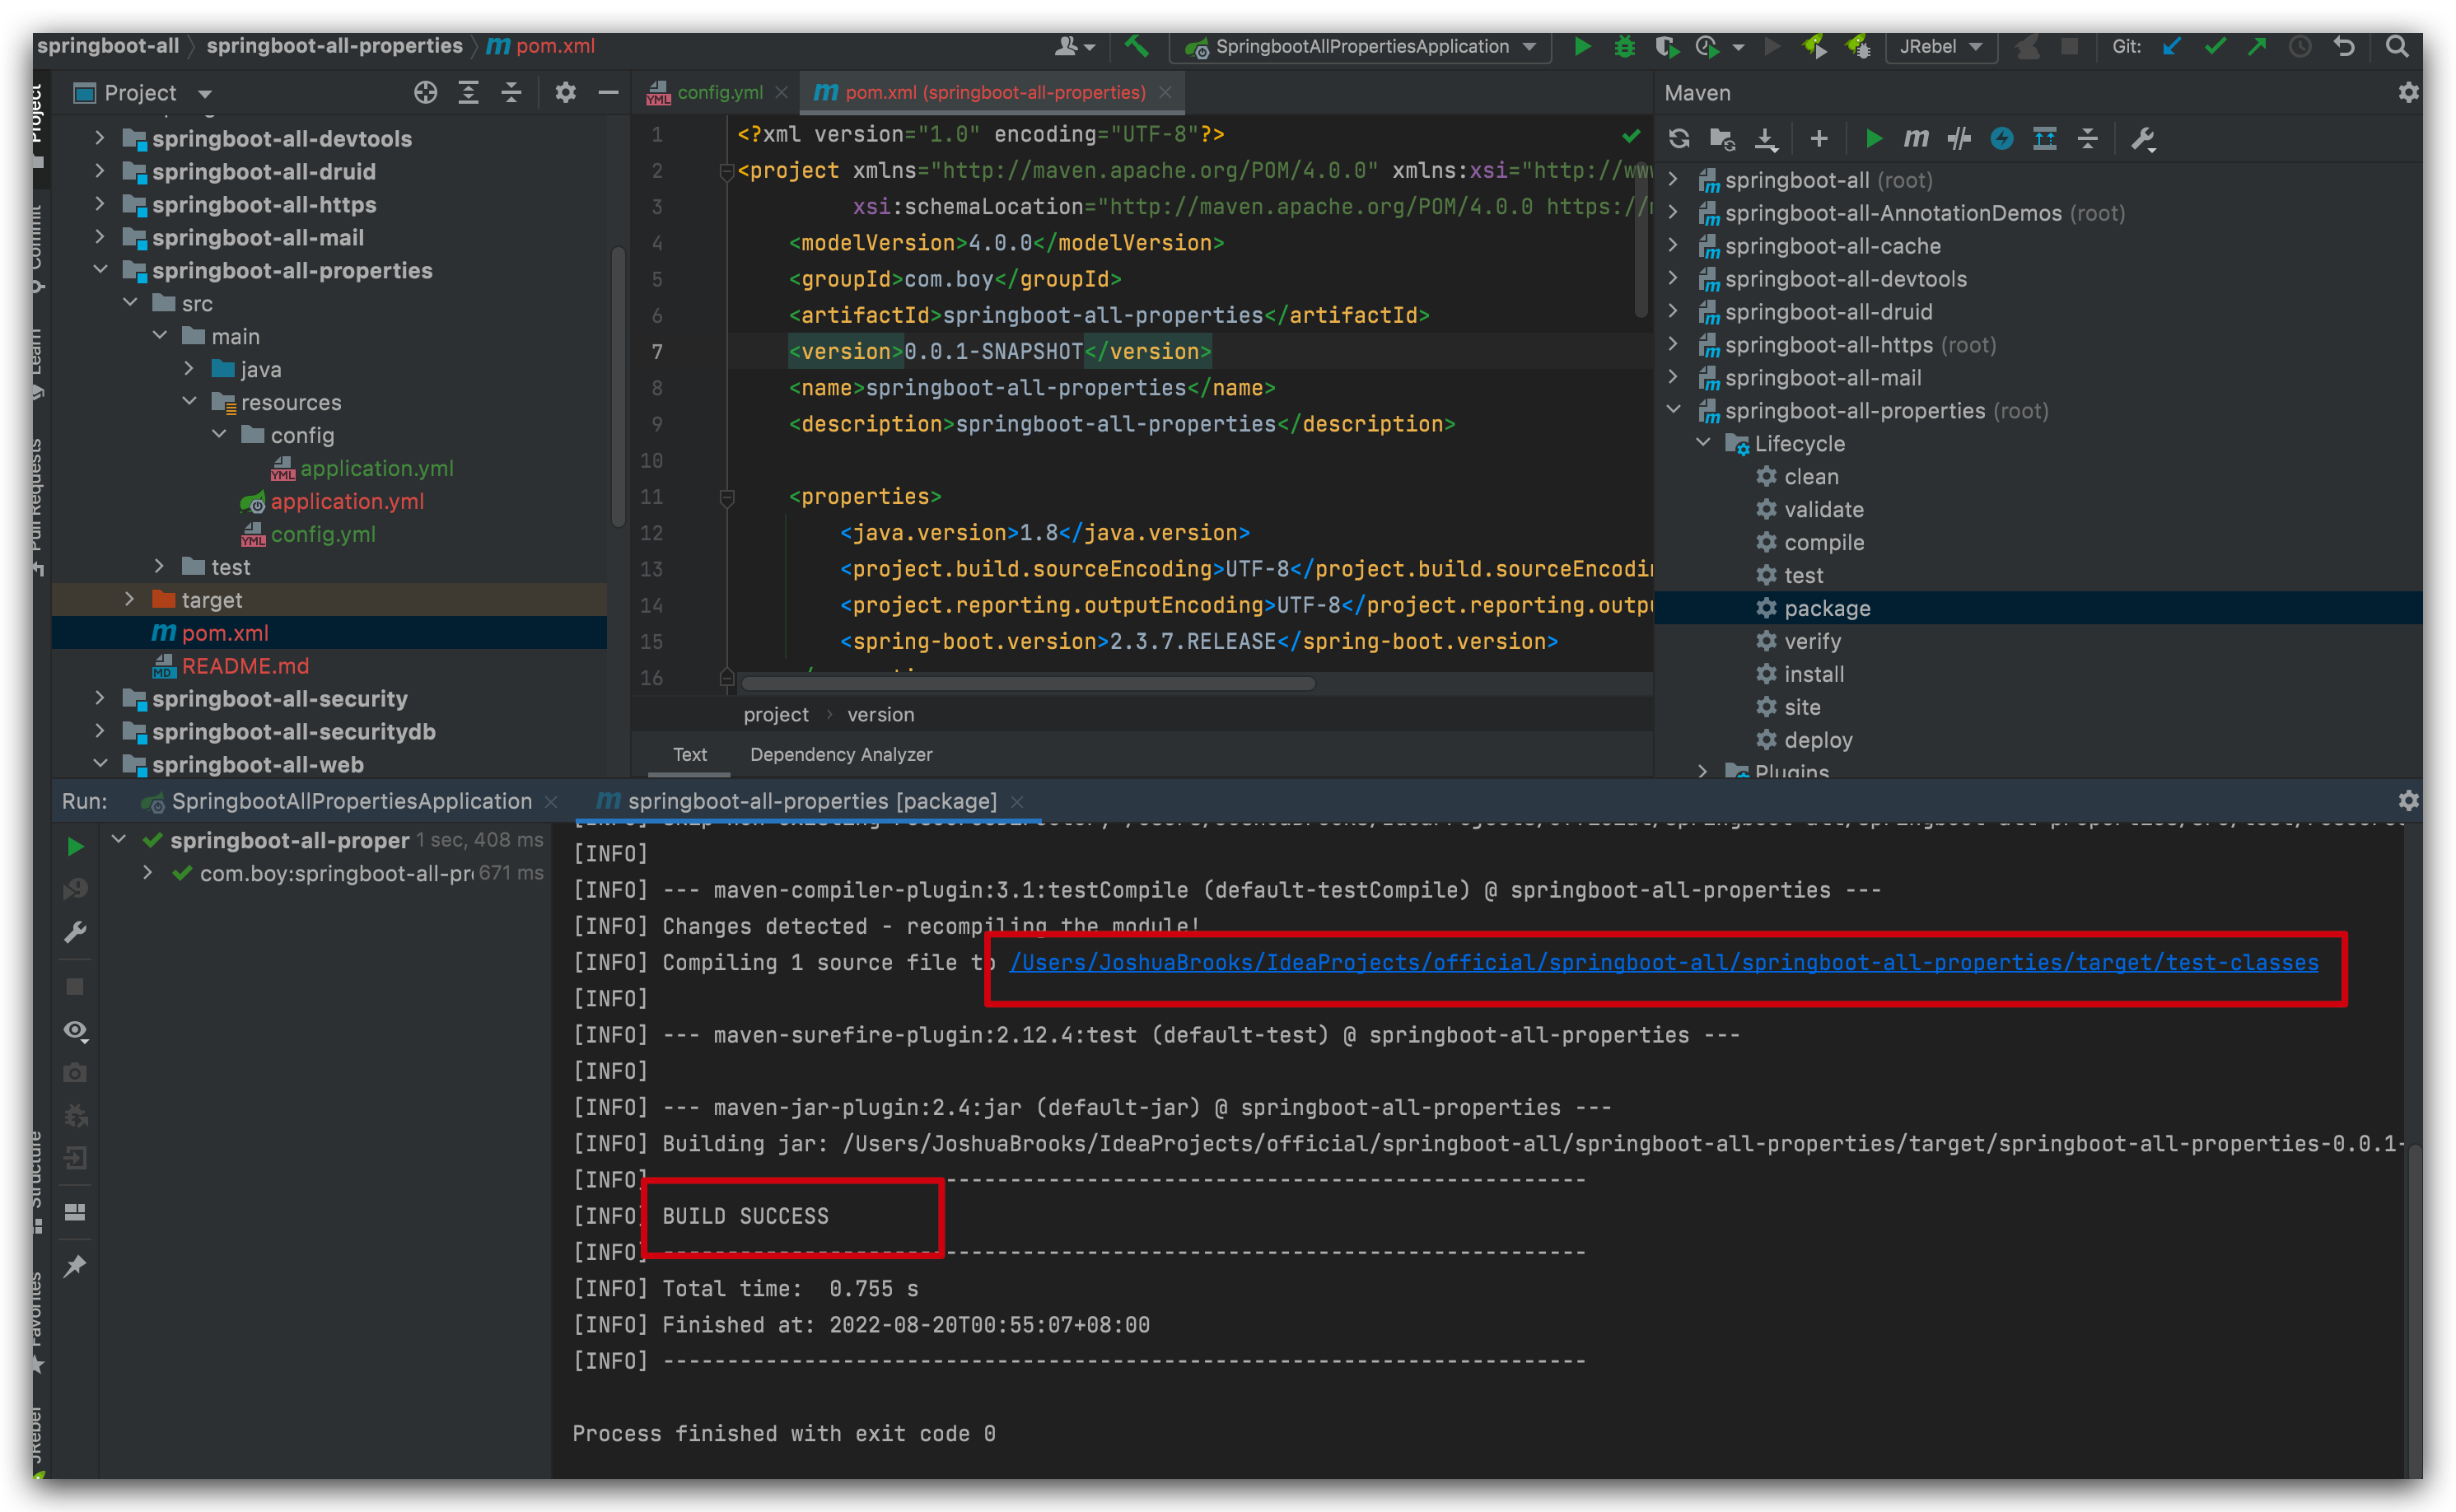 springboot-all springboot-all-properties pom.xml
SpringbootAllPropertiesApplication
JRebel
Git:
Project
springboot-all-devtools
springboot-all-druid
springboot-all-https
springboot-all-mail
springboot-all-properties
src
main
java
resources
config
application.yml
application.yml
config.yml
test
target
pom.xml
README.md
springboot-all-security
springboot-all-securitydb
springboot-all-web
Project
Commit
Learn
Pull Requests
Structure
Favorites
JRebel
config.yml
pom.xml (springboot-all-properties)
1 <?xml version="1.0" encoding="UTF-8"?>
2 <project xmlns="http://maven.apache.org/POM/4.0.0" xmlns:xsi="http://www
3 xsi:schemaLocation="http://maven.apache.org/POM/4.0.0 https://m
4 <modelVersion>4.0.0</modelVersion>
5 <groupId>com.boy</groupId>
6 <artifactId>springboot-all-properties</artifactId>
7 <version>0.0.1-SNAPSHOT</version>
8 <name>springboot-all-properties</name>
9 <description>springboot-all-properties</description>
10
11 <properties>
12 <java.version>1.8</java.version>
13 <project.build.sourceEncoding>UTF-8</project.build.sourceEncodin
14 <project.reporting.outputEncoding>UTF-8</project.reporting.outpu
15 <spring-boot.version>2.3.7.RELEASE</spring-boot.version>
16
project version
Text Dependency Analyzer
Maven
springboot-all (root)
springboot-all-AnnotationDemos (root)
springboot-all-cache
springboot-all-devtools
springboot-all-druid
springboot-all-https (root)
springboot-all-mail
springboot-all-properties (root)
Lifecycle
clean
validate
compile
test
package
verify
install
site
deploy
Plugins
Run: SpringbootAllPropertiesApplication springboot-all-properties [package]
springboot-all-proper 1 sec, 408 ms
com.boy:springboot-all-pr 671 ms
[INFO]
[INFO] --- maven-compiler-plugin:3.1:testCompile (default-testCompile) @ springboot-all-properties ---
[INFO] Changes detected - recompiling the module!
[INFO] Compiling 1 source file to /Users/JoshuaBrooks/IdeaProjects/official/springboot-all/springboot-all-properties/target/test-classes
[INFO]
[INFO] --- maven-surefire-plugin:2.12.4:test (default-test) @ springboot-all-properties ---
[INFO]
[INFO] --- maven-jar-plugin:2.4:jar (default-jar) @ springboot-all-properties ---
[INFO] Building jar: /Users/JoshuaBrooks/IdeaProjects/official/springboot-all/springboot-all-properties/target/springboot-all-properties-0.0.1-
[INFO] ------------------------------------------------------------------------
[INFO] BUILD SUCCESS
[INFO] ------------------------------------------------------------------------
[INFO] Total time: 0.755 s
[INFO] Finished at: 2022-08-20T00:55:07+08:00
[INFO] ------------------------------------------------------------------------
Process finished with exit code 0